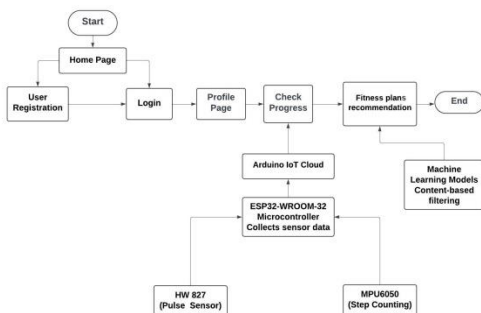 Start
Home Page
User
Registration
Login
Profile
Page
Check
Progress
Fitness plans
recommendation
End
Arduino IoT Cloud
Machine
Learning Models
Content-based
filtering
ESP32-WROOM-32
Microcontroller
Collects sensor data
HW 827
(Pulse Sensor)
MPU6050
(Step Counting)